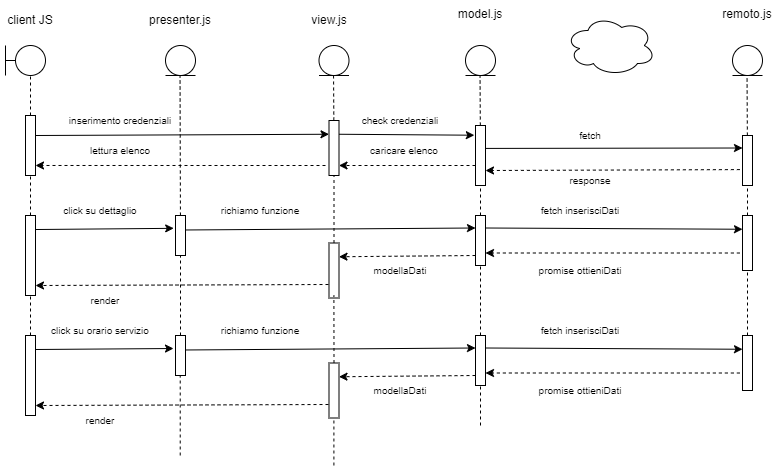 client JS
presenter.js
view.js
model.js
remoto.js
inserimento credenziali
check credenziali
fetch
lettura elenco
caricare elenco
response
click su dettaglio
richiamo funzione
fetch inserisciDati
modellaDati
promise ottieniDati
render
click su orario servizio
richiamo funzione
fetch inserisciDati
modellaDati
promise ottieniDati
render